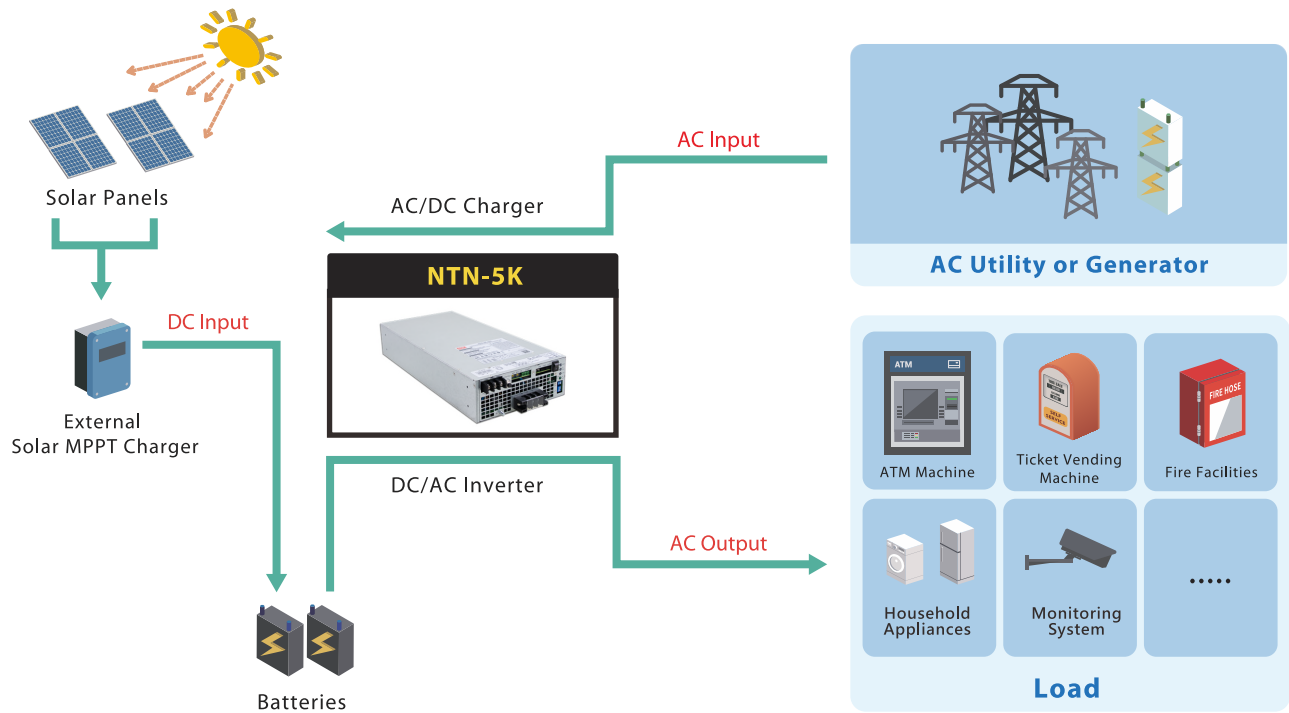 Solar Panels
AC Input
AC/DC Charger
AC Utility or Generator
NTN-5K
DC Input
External
Solar MPPT Charger
DC/AC Inverter
AC Output
Batteries
ATM
ATM Machine
SELF
SERVICE
Ticket Vending
Machine
FIRE HOSE
Fire Facilities
Household
Appliances
Monitoring
System
.....
Load